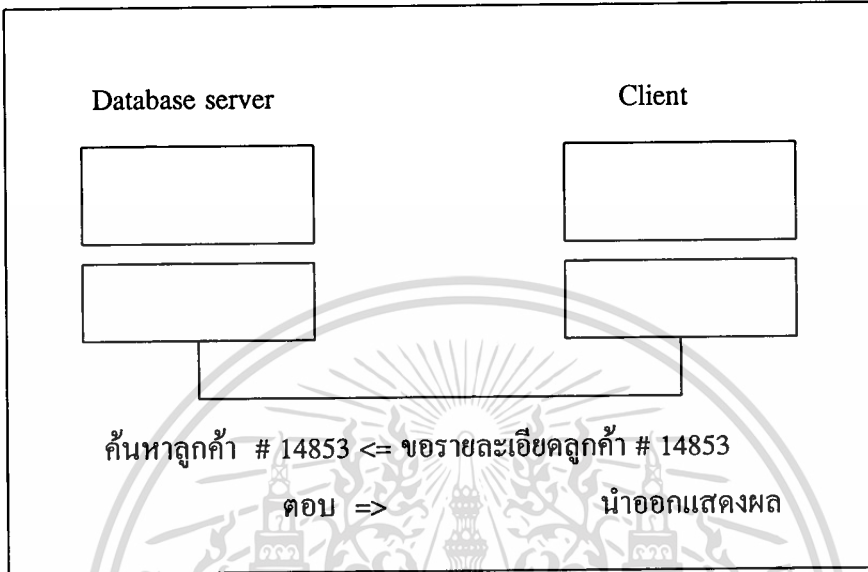 Database server Client
ค้นหาลูกค้า # 14853 <= ขอรายละเอียดลูกค้า # 14853
ตอบ => นำออกแสดงผล